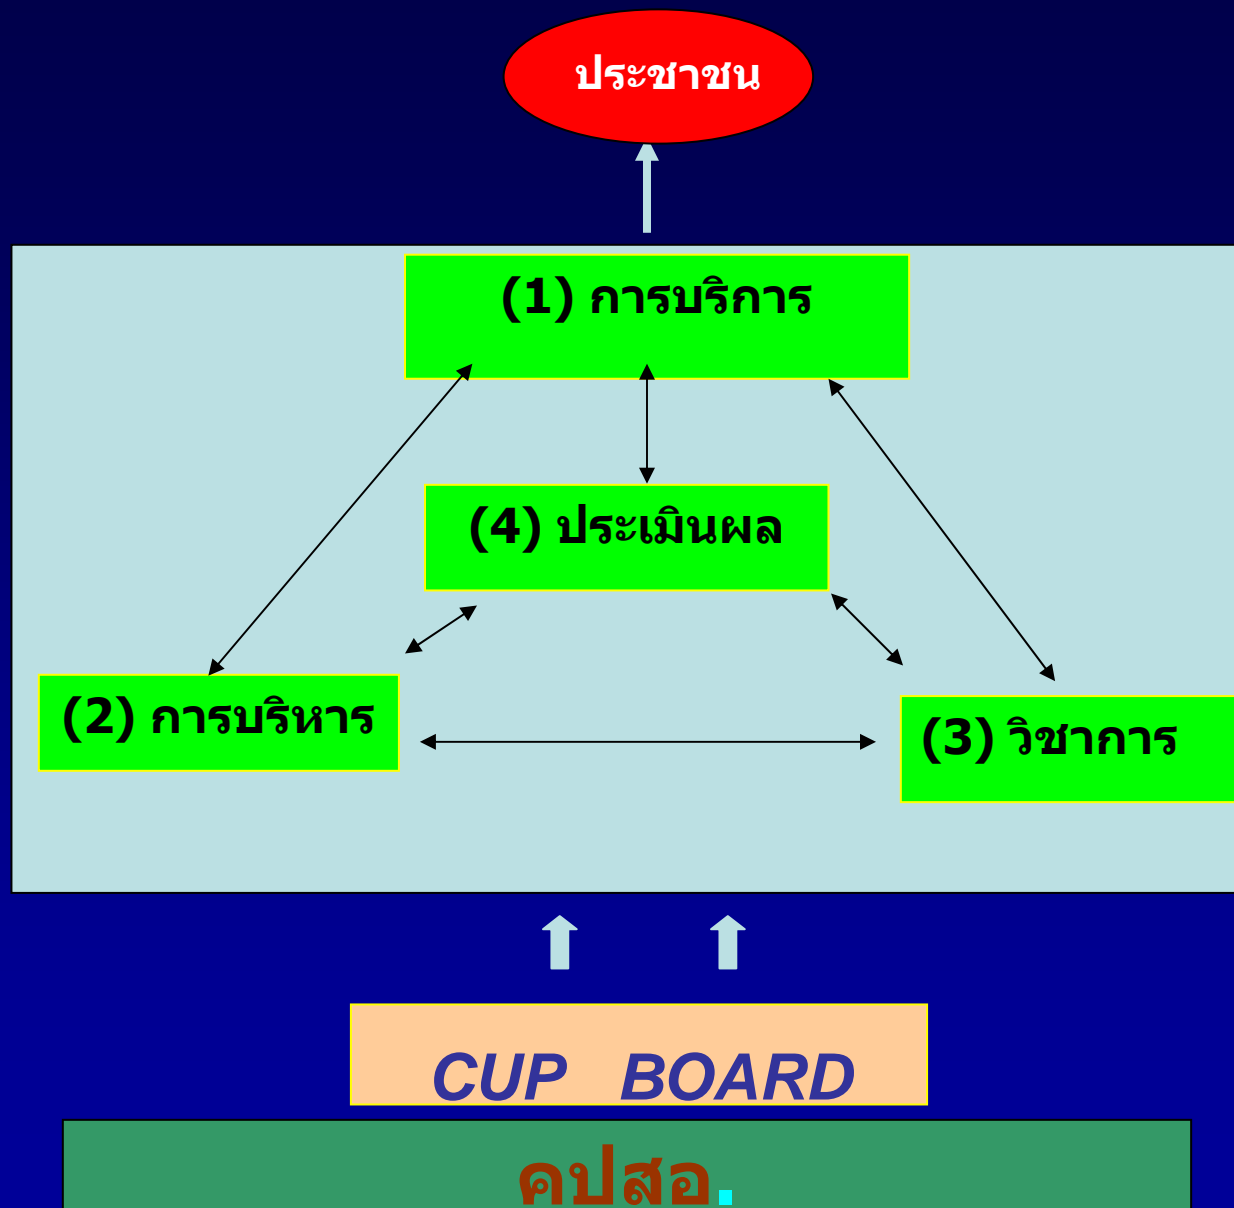 ประชาชน
(1) การบริการ
(4) ประเมินผล
(2) การบริหาร
(3) วิชาการ
CUP BOARD
คปสอ.